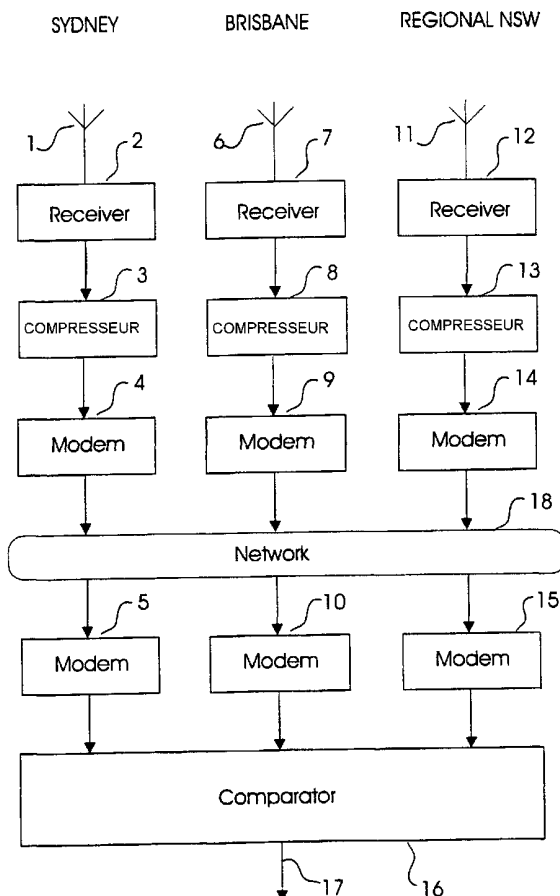 SYDNEY BRISBANE REGIONAL NSW
1 2 6 7 11 12
Receiver Receiver Receiver
3 8 13
COMPRESSEUR COMPRESSEUR COMPRESSEUR
4 9 14
Modem Modem Modem
18
Network
5 10 15
Modem Modem Modem
Comparator
17 16